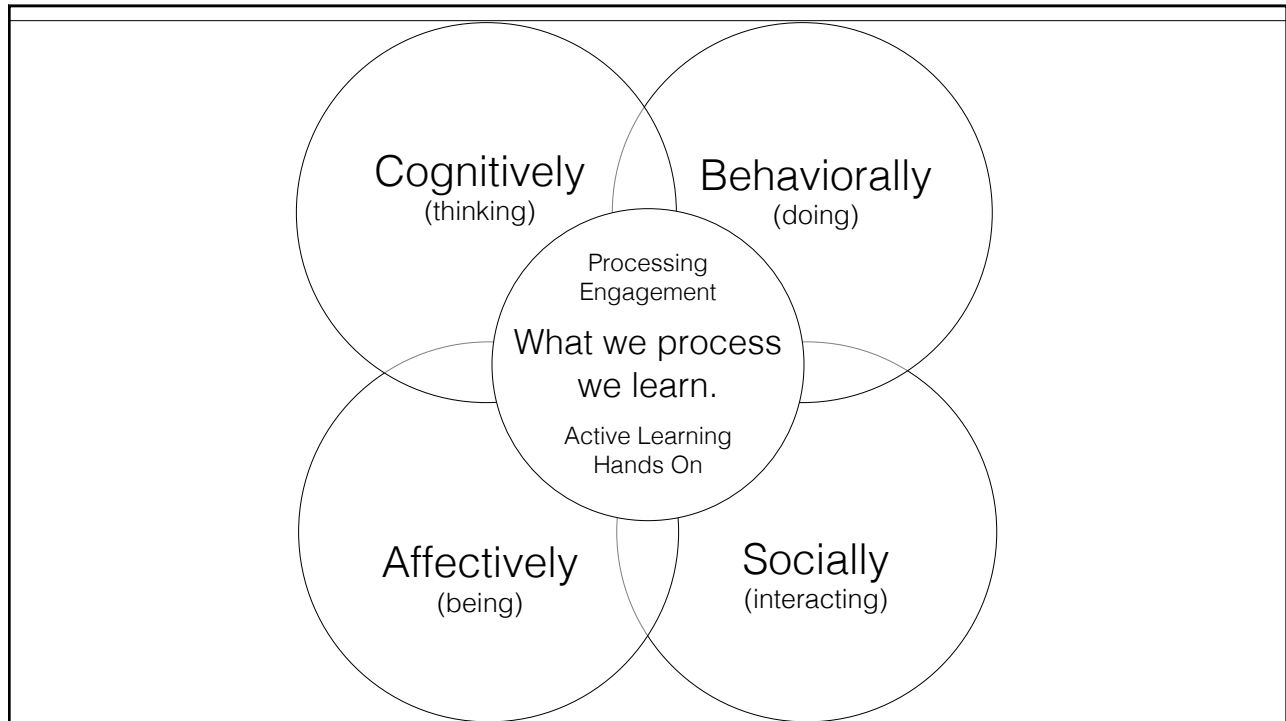 Cognitively
(thinking)
Behaviorally
(doing)
Processing
Engagement
What we process
we learn.
Active Learning
Hands On
Affectively
(being)
Socially
(interacting)